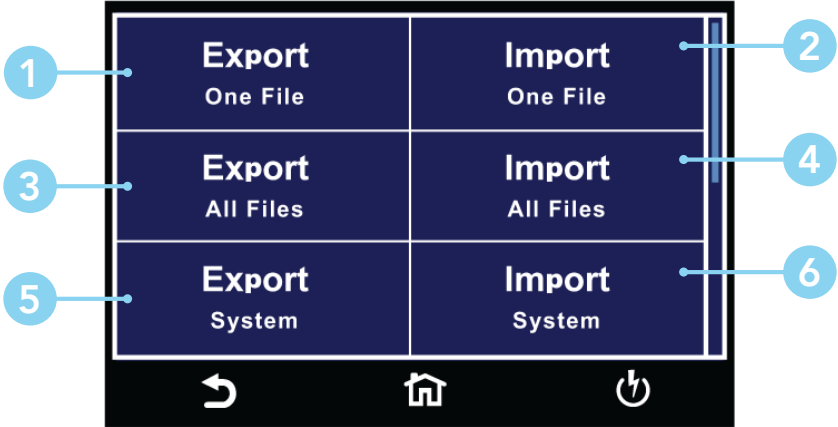 1
Export
One File
Import
One File
2
3
Export
All Files
Import
All Files
4
5
Export
System
Import
System
6